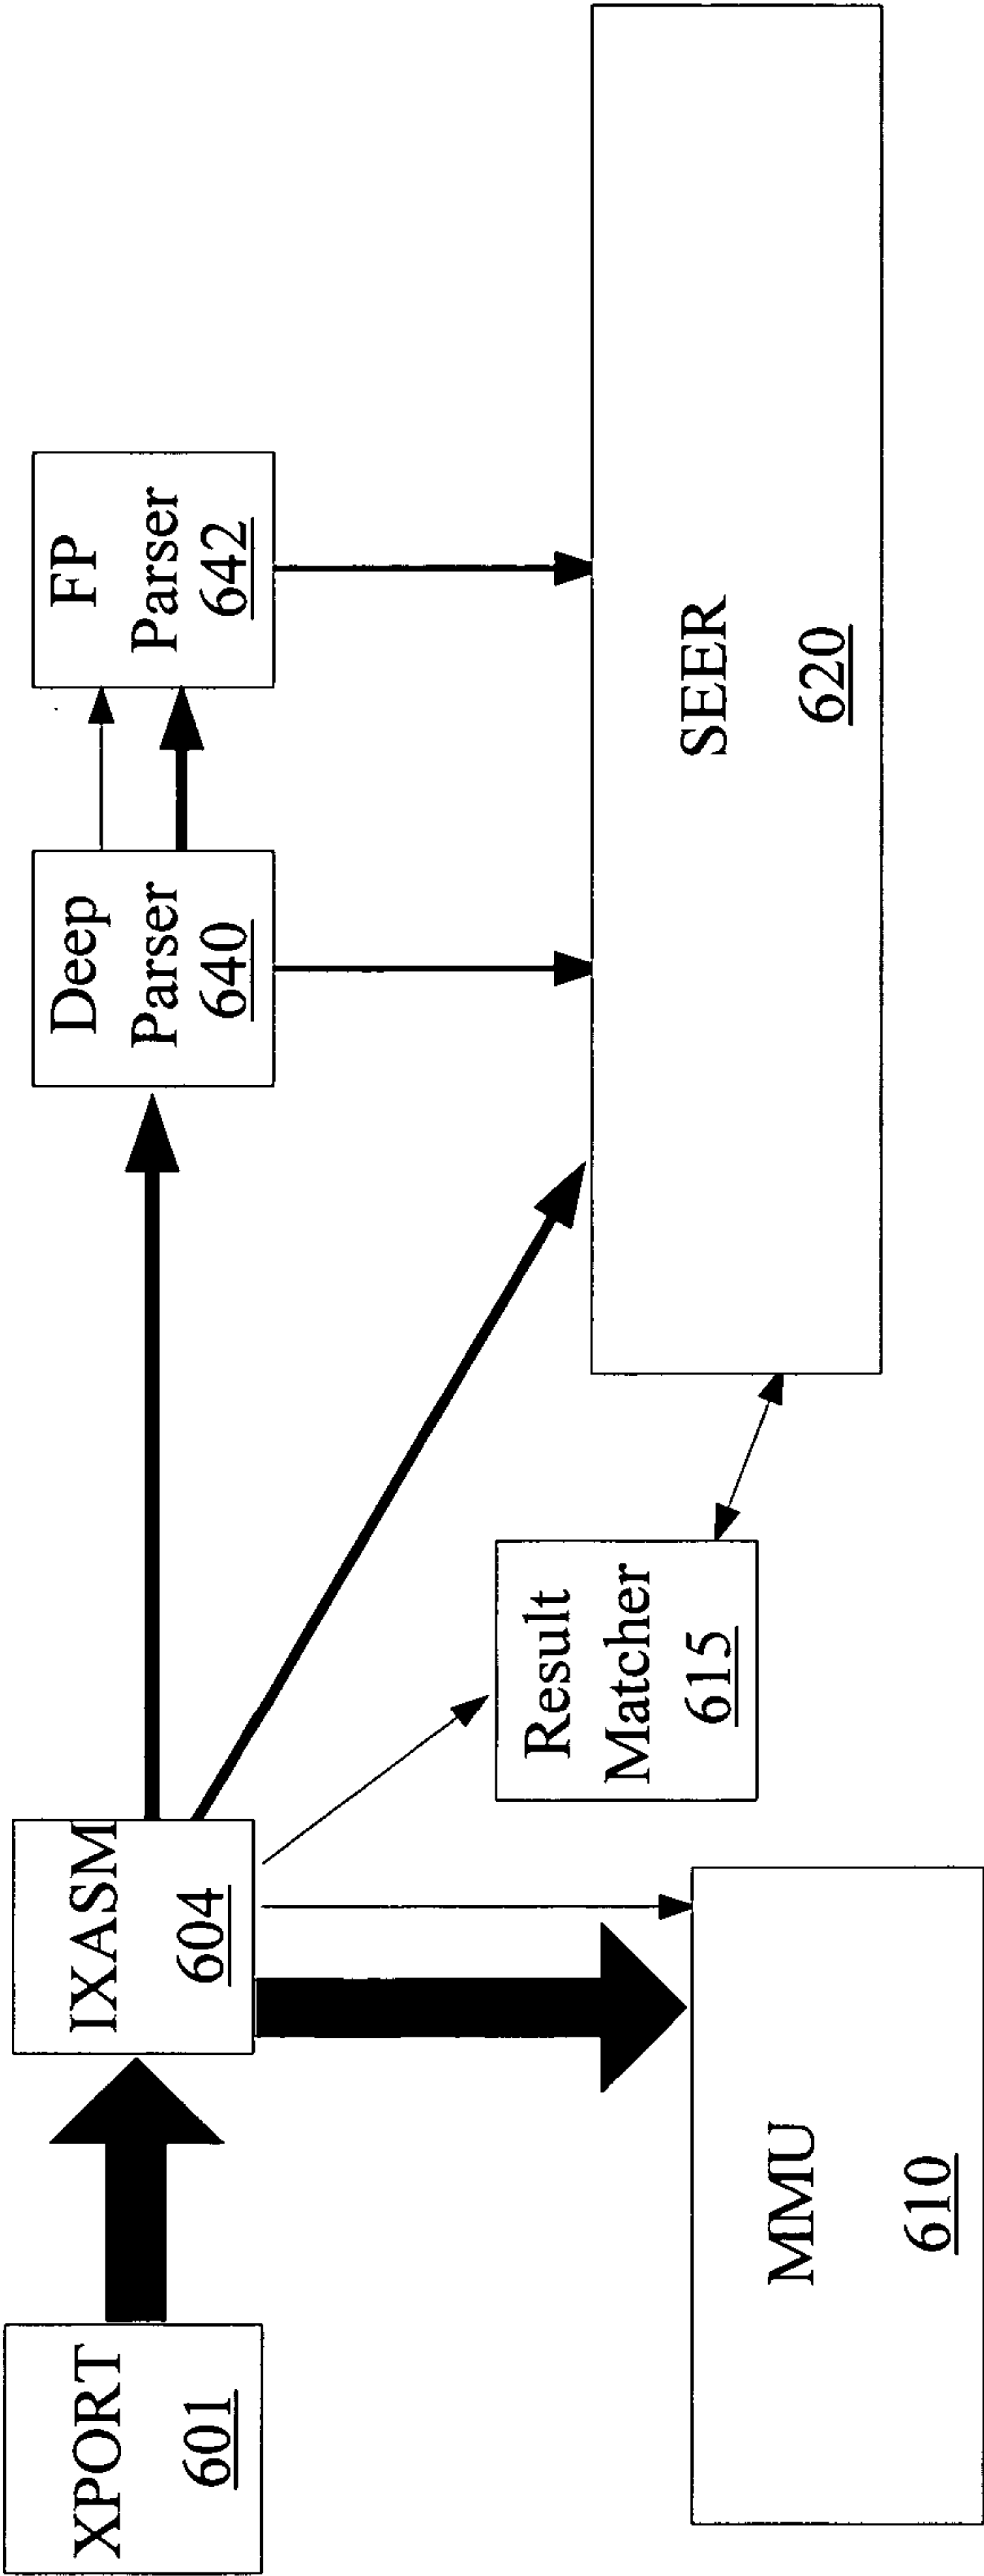 XPORT
601
IXASM
604
Deep
Parser
640
FP
Parser
642
Result
Matcher
615
MMU
610
SEER
620